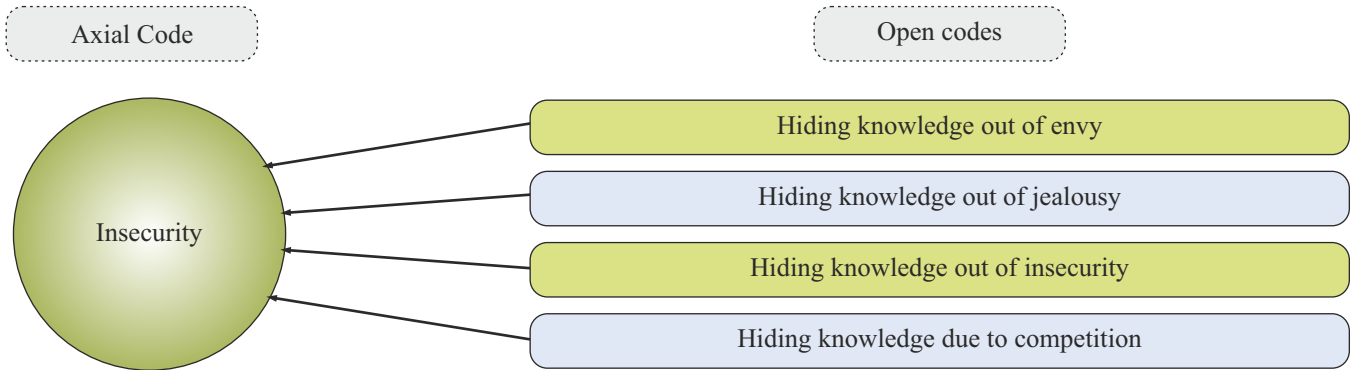 Axial Code
Open codes
Hiding knowledge out of envy
Hiding knowledge out of jealousy
Insecurity
Hiding knowledge out of insecurity
Hiding knowledge due to competition